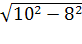 √(10² − 8²)